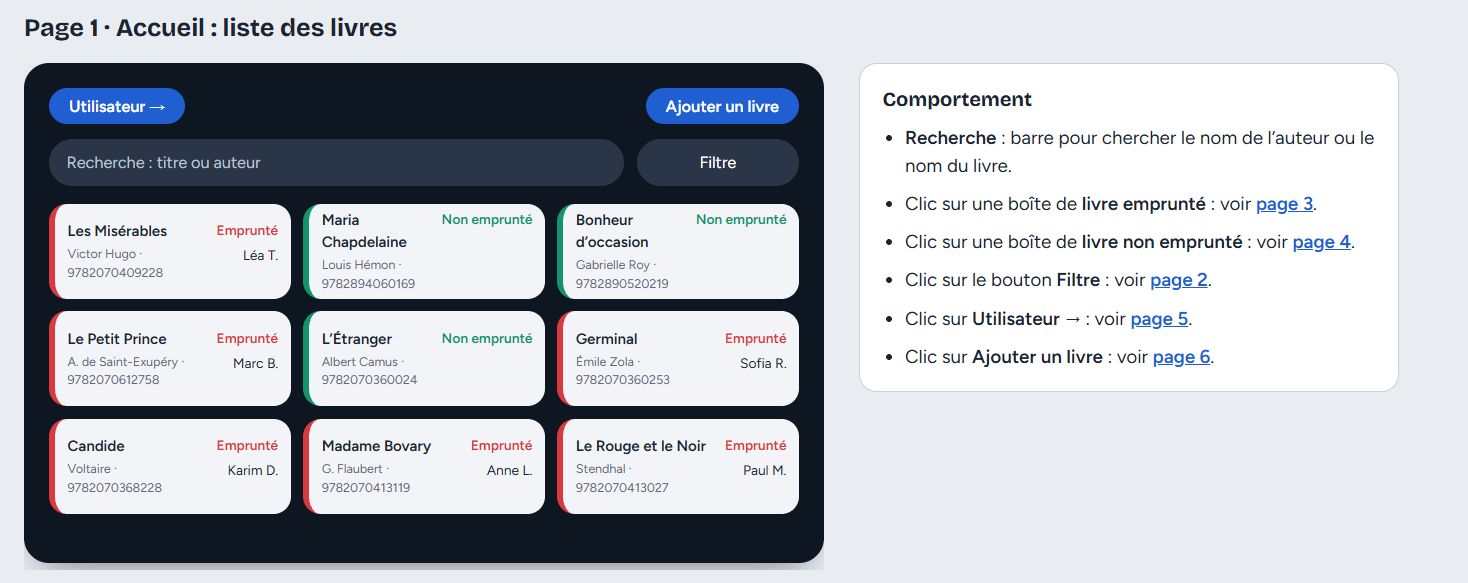 Page 1 · Accueil : liste des livres
Utilisateur →
Ajouter un livre
Recherche : titre ou auteur
Filtre
Les Misérables
Emprunté
Victor Hugo ·
Léa T.
9782070409228
Maria
Non emprunté
Chapdelaine
Louis Hémon ·
9782894060169
Bonheur
Non emprunté
d’occasion
Gabrielle Roy ·
9782890520219
Le Petit Prince
Emprunté
A. de Saint-Exupéry ·
Marc B.
9782070612758
L’Étranger
Non emprunté
Albert Camus ·
9782070360024
Germinal
Emprunté
Émile Zola ·
Sofia R.
9782070360253
Candide
Emprunté
Voltaire ·
Karim D.
9782070368228
Madame Bovary
Emprunté
G. Flaubert ·
Anne L.
9782070413119
Le Rouge et le Noir
Emprunté
Stendhal ·
Paul M.
9782070413027
Comportement
• Recherche : barre pour chercher le nom de l’auteur ou le
nom du livre.
• Clic sur une boîte de livre emprunté : voir page 3.
• Clic sur une boîte de livre non emprunté : voir page 4.
• Clic sur le bouton Filtre : voir page 2.
• Clic sur Utilisateur → : voir page 5.
• Clic sur Ajouter un livre : voir page 6.